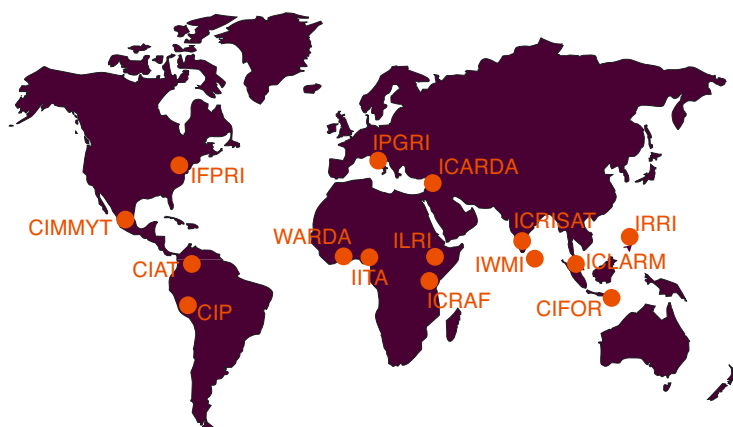 IPGRI
ICARDA
IFPRI
CIMMYT
ICRISAT
IRRI
WARDA
ILRI
CIAT
IWMI
ICLARM
IITA
ICRAF
CIP
CIFOR